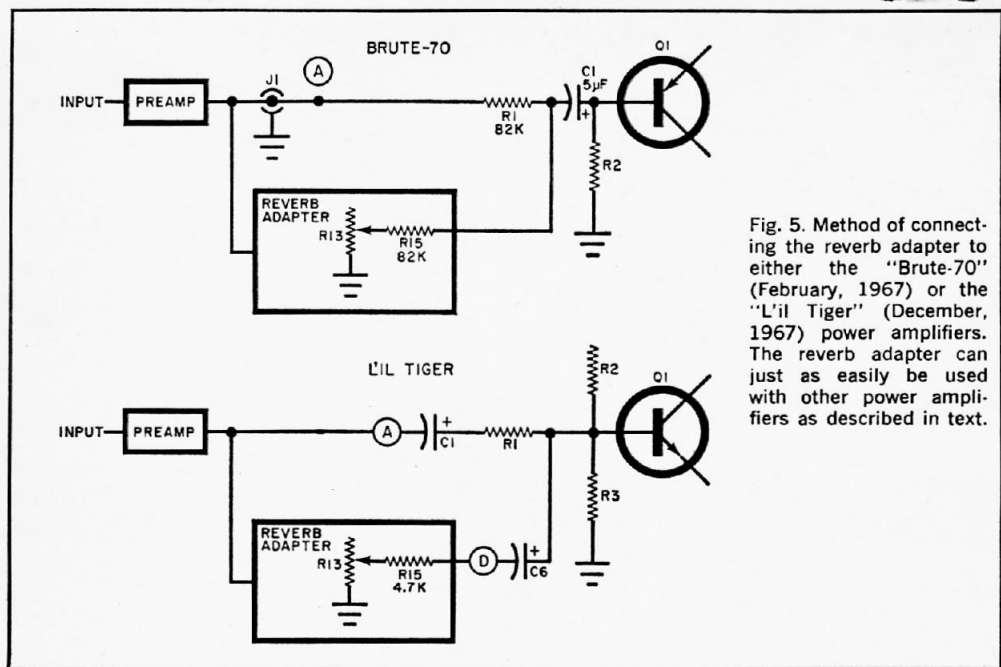 BRUTE-70
INPUT
PREAMP
J1
A
R1
82K
C1
5µF
+
Q1
R2
REVERB
ADAPTER
R13
R15
82K
L'IL TIGER
INPUT
PREAMP
A
+
C1
R1
R2
Q1
R3
REVERB
ADAPTER
R13
R15
4.7K
D
+
C6
Fig. 5. Method of connect-
ing the reverb adapter to
either the "Brute-70"
(February, 1967) or the
"L'il Tiger" (December,
1967) power amplifiers.
The reverb adapter can
just as easily be used
with other power ampli-
fiers as described in text.